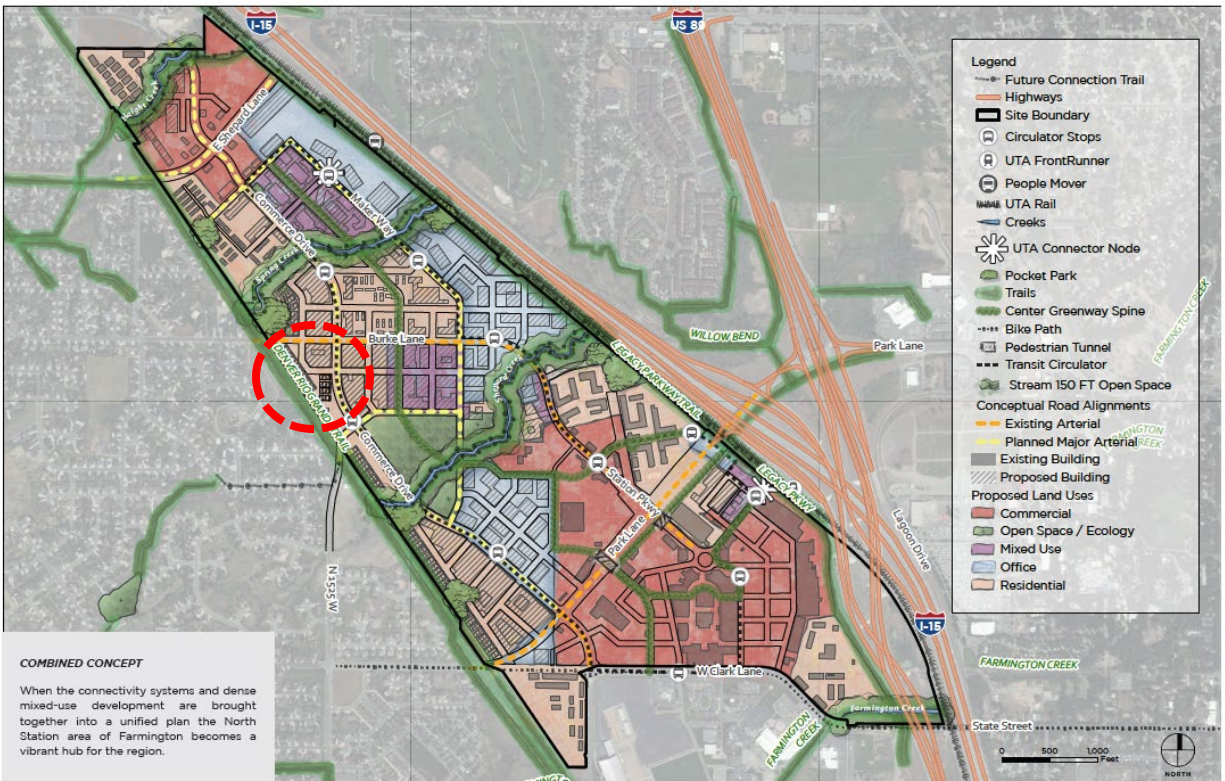 I-15
US 89
Legend
Future Connection Trail
Highways
Site Boundary
Circulator Stops
UTA FrontRunner
People Mover
UTA Rail
Creeks
UTA Connector Node
Pocket Park
Trails
Center Greenway Spine
Bike Path
Pedestrian Tunnel
Transit Circulator
Stream 150 FT Open Space
Conceptual Road Alignments
Existing Arterial
Planned Major Arterial
Existing Building
Proposed Building
Proposed Land Uses
Commercial
Open Space / Ecology
Mixed Use
Office
Residential
E Shepard Lane
Maker Way
Commerce Drive
Spring Creek
Burke Lane
WILLOW BEND
Park Lane
LEGACY PARKWAY TRAIL
FARMINGTON CREEK
FARMINGTON
CREEK
Commerce Drive
Station Pkwy
LEGACY PKWY
Park Lane
Lagoon Drive
N 1525 W
I-15
W Clark Lane
FARMINGTON CREEK
Farmington Creek
FARMINGTON
CREEK
State Street
COMBINED CONCEPT
When the connectivity systems and dense
mixed-use development are brought
together into a unified plan the North
Station area of Farmington becomes a
vibrant hub for the region.
0 500 1,000
Feet
NORTH